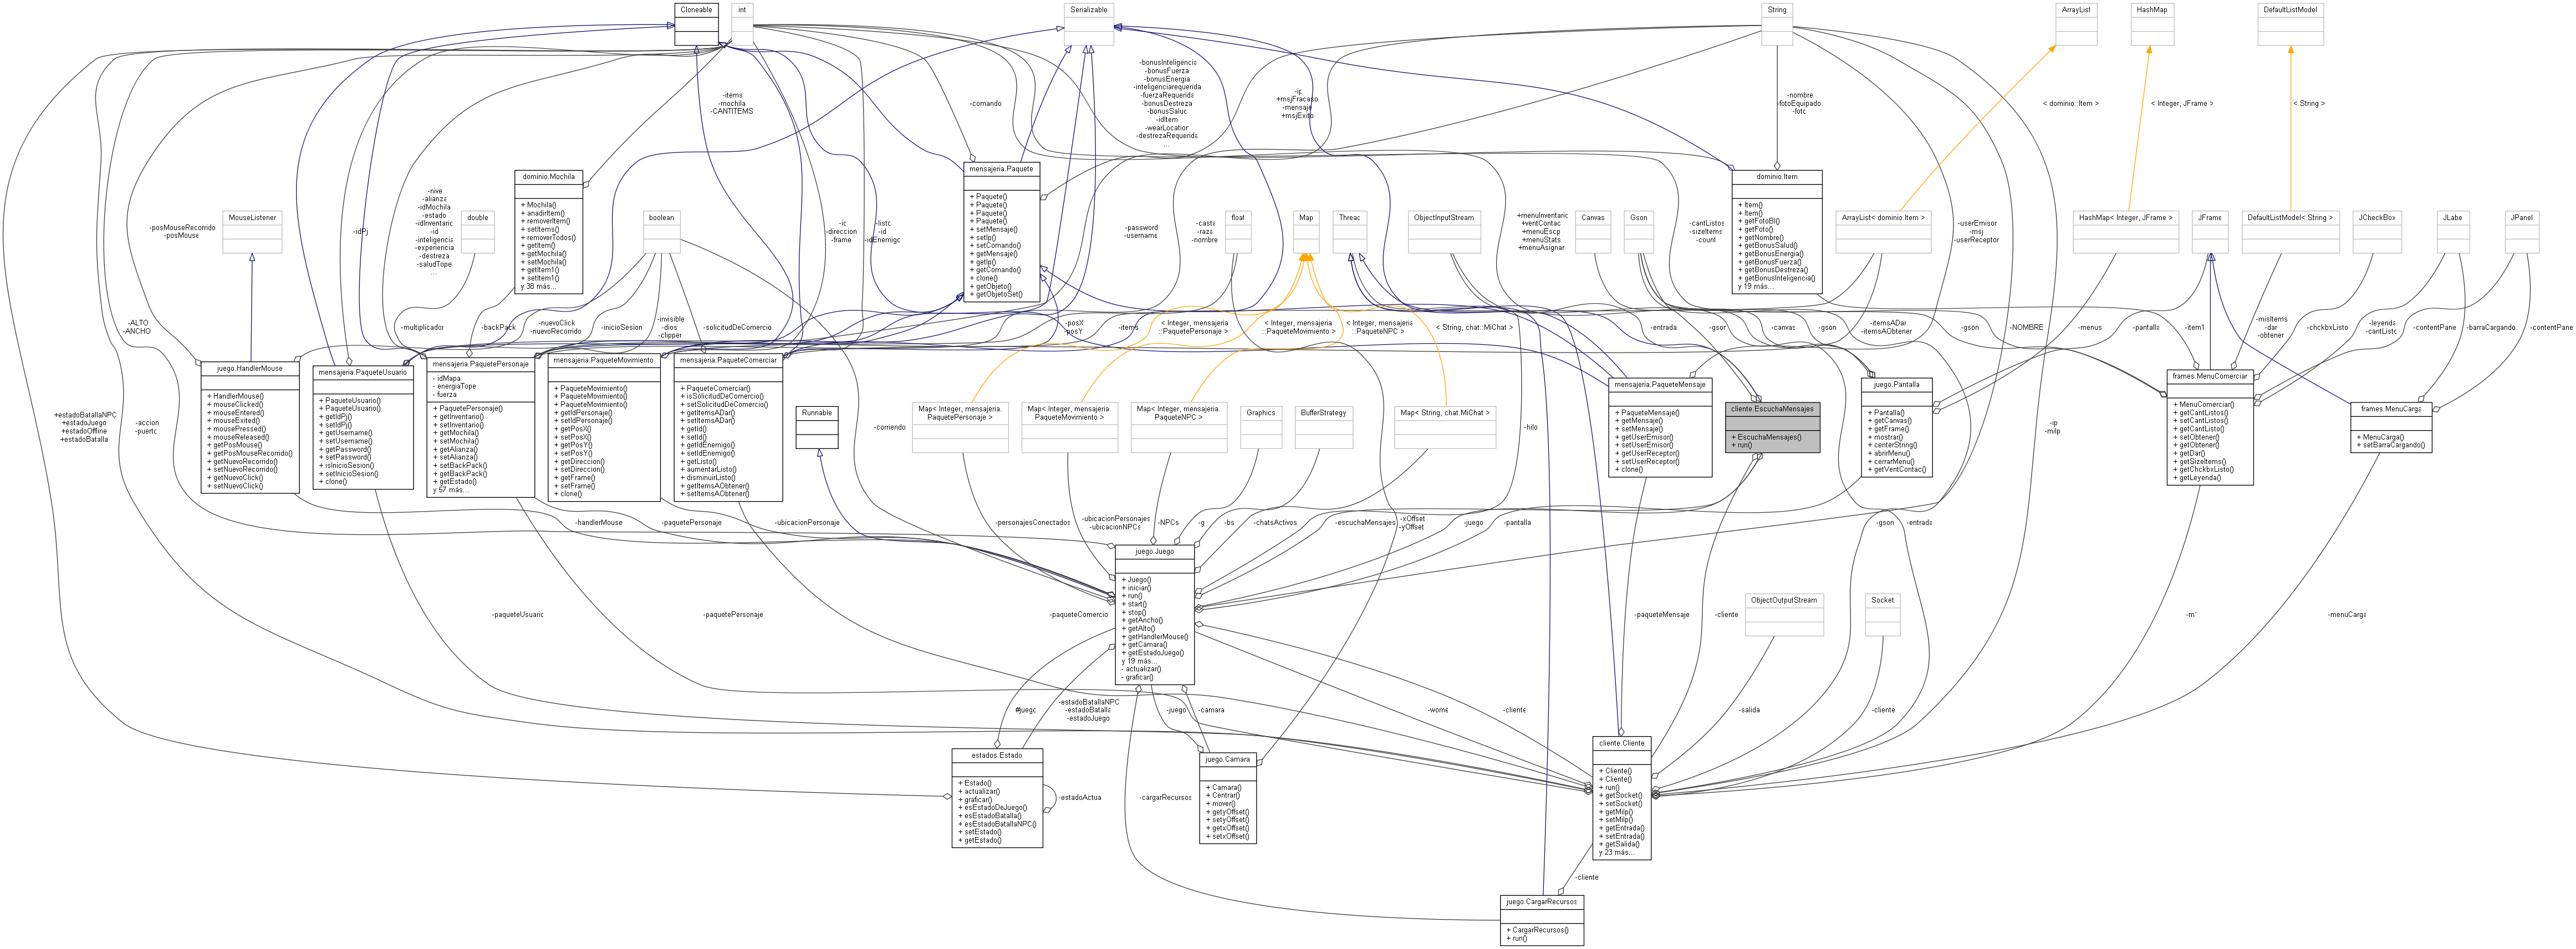 Cloneable
int
Serializable
String
ArrayList
HashMap
DefaultListModel
-bonusInteligencia
-bonusFuerza
-bonusEnergia
-inteligenciarequerida
-fuerzaRequerida
-bonusDestreza
-bonusSalud
-idItem
-wearLocation
-destrezaRequerida
...
-ip
+msjFracaso
-mensaje
+msjExito
-items
-mochila
-CANTITEMS
-comando
-nombre
-fotoEquipado
-foto
< dominio::Item >
< Integer, JFrame >
< String >
dominio.Mochila
+ Mochila()
+ anadirItem()
+ removerItem()
+ setItems()
+ removerTodos()
+ getItem()
+ getMochila()
+ setMochila()
+ getItem1()
+ setItem1()
y 38 más...
mensajeria.Paquete
+ Paquete()
+ Paquete()
+ Paquete()
+ Paquete()
+ setMensaje()
+ setIp()
+ setComando()
+ getMensaje()
+ getIp()
+ getComando()
+ clone()
+ getObjeto()
+ getObjetoSet()
dominio.Item
+ Item()
+ Item()
+ getFotoBI()
+ getFoto()
+ getNombre()
+ getBonusSalud()
+ getBonusEnergia()
+ getBonusFuerza()
+ getBonusDestreza()
+ getBonusInteligencia()
y 19 más...
-posMouseRecorrido
-posMouse
MouseListener
-idPj
-nivel
-alianza
-idMochila
-estado
-idInventario
-id
-inteligencia
-experiencia
-destreza
-saludTope
...
double
boolean
-id
-direccion
-frame
-listo
-id
-idEnemigo
-password
-username
-casta
-raza
-nombre
float
Map
Thread
ObjectInputStream
+menuInventario
+ventContac
+menuEscp
+menuStats
+menuAsignar
Canvas
Gson
-cantListos
-sizeItems
-count
ArrayList< dominio.Item >
-userEmisor
-msj
-userReceptor
HashMap< Integer, JFrame >
JFrame
DefaultListModel< String >
JCheckBox
JLabel
JPanel
-ALTO
-ANCHO
-multiplicador
-backPack
-nuevoClick
-nuevoRecorrido
-inicioSesion
-invisible
-dios
-clipper
-solicitudDeComercio
-posX
-posY
-items
< Integer, mensajeria
::PaquetePersonaje >
< Integer, mensajeria
::PaqueteMovimiento >
< Integer, mensajeria
::PaqueteNPC >
< String, chat::MiChat >
-entrada
-gson
-canvas
-gson
-itemsADar
-itemsAObtener
-gson
-NOMBRE
-menus
-pantalla
-item1
-misItems
-dar
-obtener
-chckbxListo
-leyenda
-cantListo
-contentPane
-barraCargando
-contentPane
juego.HandlerMouse
+ HandlerMouse()
+ mouseClicked()
+ mouseEntered()
+ mouseExited()
+ mousePressed()
+ mouseReleased()
+ getPosMouse()
+ getPosMouseRecorrido()
+ getNuevoRecorrido()
+ setNuevoRecorrido()
+ getNuevoClick()
+ setNuevoClick()
mensajeria.PaqueteUsuario
+ PaqueteUsuario()
+ PaqueteUsuario()
+ getIdPj()
+ setIdPj()
+ getUsername()
+ setUsername()
+ getPassword()
+ setPassword()
+ isInicioSesion()
+ setInicioSesion()
+ clone()
mensajeria.PaquetePersonaje
- idMapa
- energiaTope
- fuerza
+ PaquetePersonaje()
+ getInventario()
+ setInventario()
+ getMochila()
+ setMochila()
+ getAlianza()
+ setAlianza()
+ setBackPack()
+ getBackPack()
+ getEstado()
y 57 más...
mensajeria.PaqueteMovimiento
+ PaqueteMovimiento()
+ PaqueteMovimiento()
+ PaqueteMovimiento()
+ getIdPersonaje()
+ setIdPersonaje()
+ getPosX()
+ setPosX()
+ getPosY()
+ setPosY()
+ getDireccion()
+ setDireccion()
+ getFrame()
+ setFrame()
+ clone()
mensajeria.PaqueteComerciar
+ PaqueteComerciar()
+ isSolicitudDeComercio()
+ setSolicitudDeComercio()
+ getItemsADar()
+ setItemsADar()
+ getId()
+ setId()
+ getIdEnemigo()
+ setIdEnemigo()
+ getListo()
+ aumentarListo()
+ disminuirListo()
+ getItemsAObtener()
+ setItemsAObtener()
Runnable
-corriendo
Map< Integer, mensajeria.
PaquetePersonaje >
Map< Integer, mensajeria.
PaqueteMovimiento >
Map< Integer, mensajeria.
PaqueteNPC >
Graphics
BufferStrategy
Map< String, chat.MiChat >
-hilo
mensajeria.PaqueteMensaje
+ PaqueteMensaje()
+ getMensaje()
+ setMensaje()
+ getUserEmisor()
+ setUserEmisor()
+ getUserReceptor()
+ setUserReceptor()
+ clone()
cliente.EscuchaMensajes
+ EscuchaMensajes()
+ run()
juego.Pantalla
+ Pantalla()
+ getCanvas()
+ getFrame()
+ mostrar()
+ centerString()
+ abrirMenu()
+ cerrarMenu()
+ getVentContac()
-ip
-milp
frames.MenuComerciar
+ MenuComerciar()
+ getCantListos()
+ setCantListos()
+ getCantListo()
+ setObtener()
+ getObtener()
+ getDar()
+ getSizeItems()
+ getChckbxListo()
+ getLeyenda()
frames.MenuCarga
+ MenuCarga()
+ setBarraCargando()
+estadoBatallaNPC
+estadoJuego
+estadoOffline
+estadoBatalla
-accion
-puerto
-handlerMouse
-paquetePersonaje
-ubicacionPersonaje
-personajesConectados
-ubicacionPersonajes
-ubicacionNPCs
-NPCs
-g
-bs
-chatsActivos
-escuchaMensajes
-xOffset
-yOffset
-juego
-pantalla
-gson
-entrada
juego.Juego
+ Juego()
+ iniciar()
+ run()
+ start()
+ stop()
+ getAncho()
+ getAlto()
+ getHandlerMouse()
+ getCamara()
+ getEstadoJuego()
y 19 más...
- actualizar()
- graficar()
-paqueteUsuario
-paquetePersonaje
-paqueteComercio
-paqueteMensaje
-cliente
ObjectOutputStream
Socket
-m1
-menuCarga
#juego
-estadoBatallaNPC
-estadoBatalla
-estadoJuego
-juego
-camara
-wome
-cliente
-salida
-cliente
estados.Estado
+ Estado()
+ actualizar()
+ graficar()
+ esEstadoDeJuego()
+ esEstadoBatalla()
+ esEstadoBatallaNPC()
+ setEstado()
+ getEstado()
-estadoActual
-cargarRecursos
juego.Camara
+ Camara()
+ Centrar()
+ mover()
+ getyOffset()
+ setyOffset()
+ getxOffset()
+ setxOffset()
cliente.Cliente
+ Cliente()
+ Cliente()
+ run()
+ getSocket()
+ setSocket()
+ getMiIp()
+ setMiIp()
+ getEntrada()
+ setEntrada()
+ getSalida()
y 23 más...
-cliente
juego.CargarRecursos
+ CargarRecursos()
+ run()